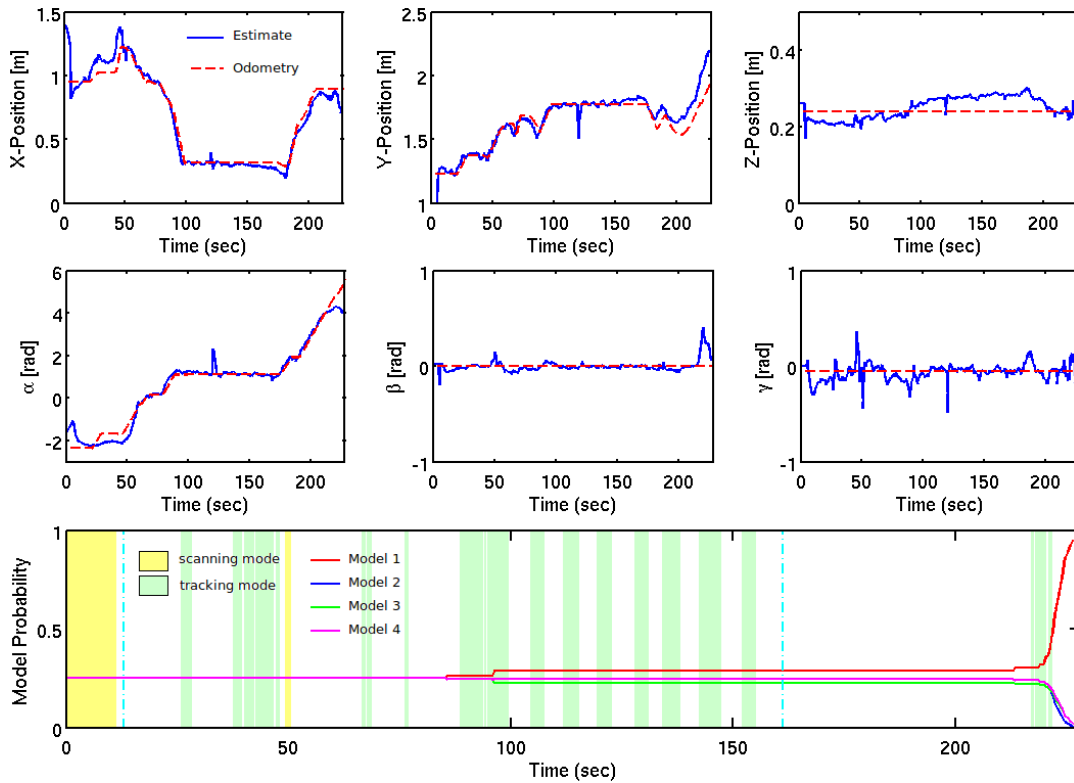 X-Position [m]
1.5
1
0.5
0
0
50
100
150
200
Time (sec)
Estimate
Odometry
Y-Position [m]
2.5
2
1.5
1
0
50
100
150
200
Time (sec)
Z-Position [m]
0.4
0.2
0
0
50
100
150
200
Time (sec)
α [rad]
6
4
2
0
-2
0
50
100
150
200
Time (sec)
β [rad]
1
0
-1
0
50
100
150
200
Time (sec)
γ [rad]
1
0
-1
0
50
100
150
200
Time (sec)
Model Probability
1
0.5
0
scanning mode
tracking mode
Model 1
Model 2
Model 3
Model 4
0
50
100
150
200
Time (sec)